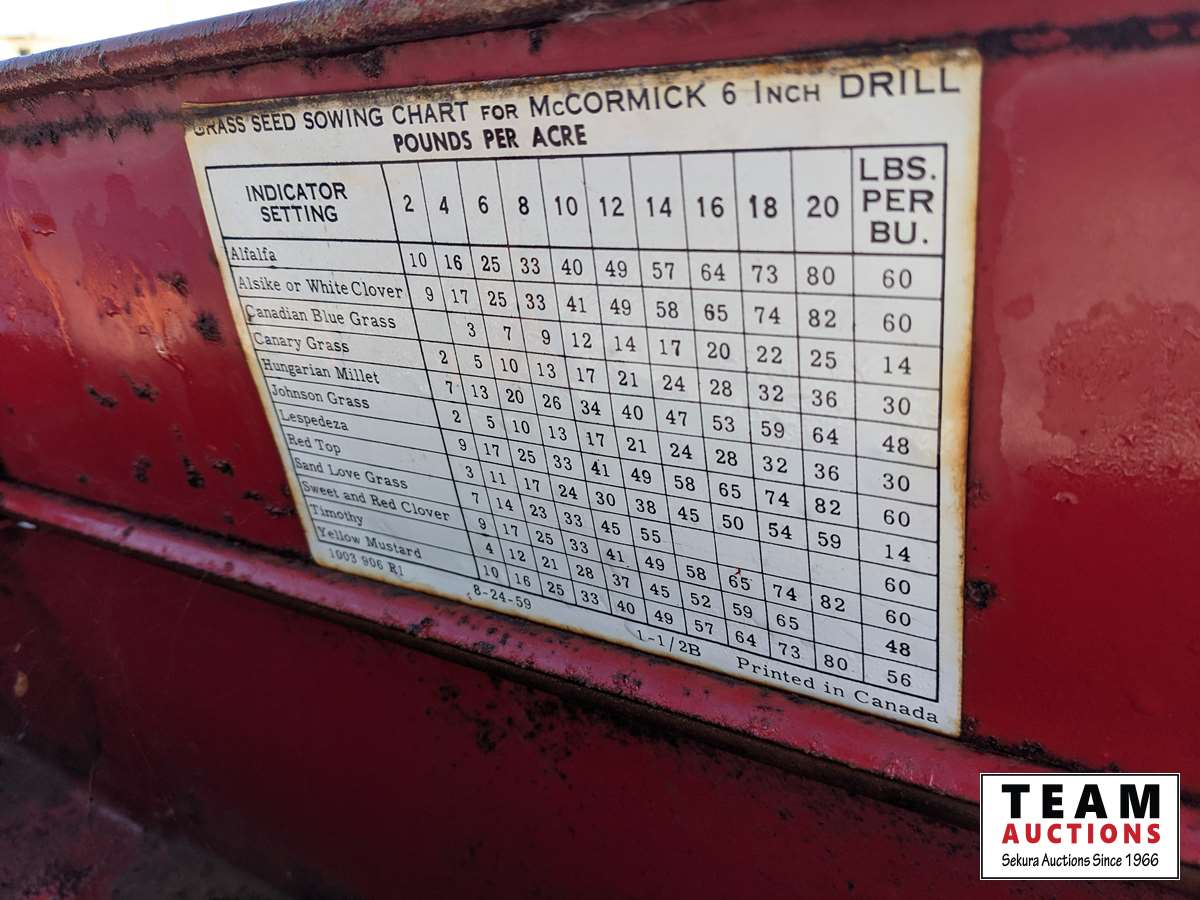 GRASS SEED SOWING CHART FOR McCORMICK 6 INCH DRILL
POUNDS PER ACRE
INDICATOR SETTING 2 4 6 8 10 12 14 16 18 20 LBS. PER BU.
Alfalfa 10 16 25 33 40 49 57 64 73 80 60
Alsike or White Clover 9 17 25 33 41 49 58 65 74 82 60
Canadian Blue Grass 3 7 9 12 14 17 20 22 25 14
Canary Grass 2 5 10 13 17 21 24 28 32 36 30
Hungarian Millet 7 13 20 26 34 40 47 53 59 64 48
Johnson Grass 2 5 10 13 17 21 24 28 32 36 30
Lespedeza 9 17 25 33 41 49 58 65 74 82 60
Red Top 3 11 17 24 30 38 45 50 54 59 14
Sand Love Grass 7 14 23 33 45 55 60
Sweet and Red Clover 9 17 25 33 41 49 58 65 74 82 60
Timothy 4 12 21 28 37 45 52 59 65 48
Yellow Mustard 10 16 25 33 40 49 57 64 73 80 56
1003 906 R1 8-24-59 1-1/2B Printed in Canada
TEAM
AUCTIONS
Sekura Auctions Since 1966